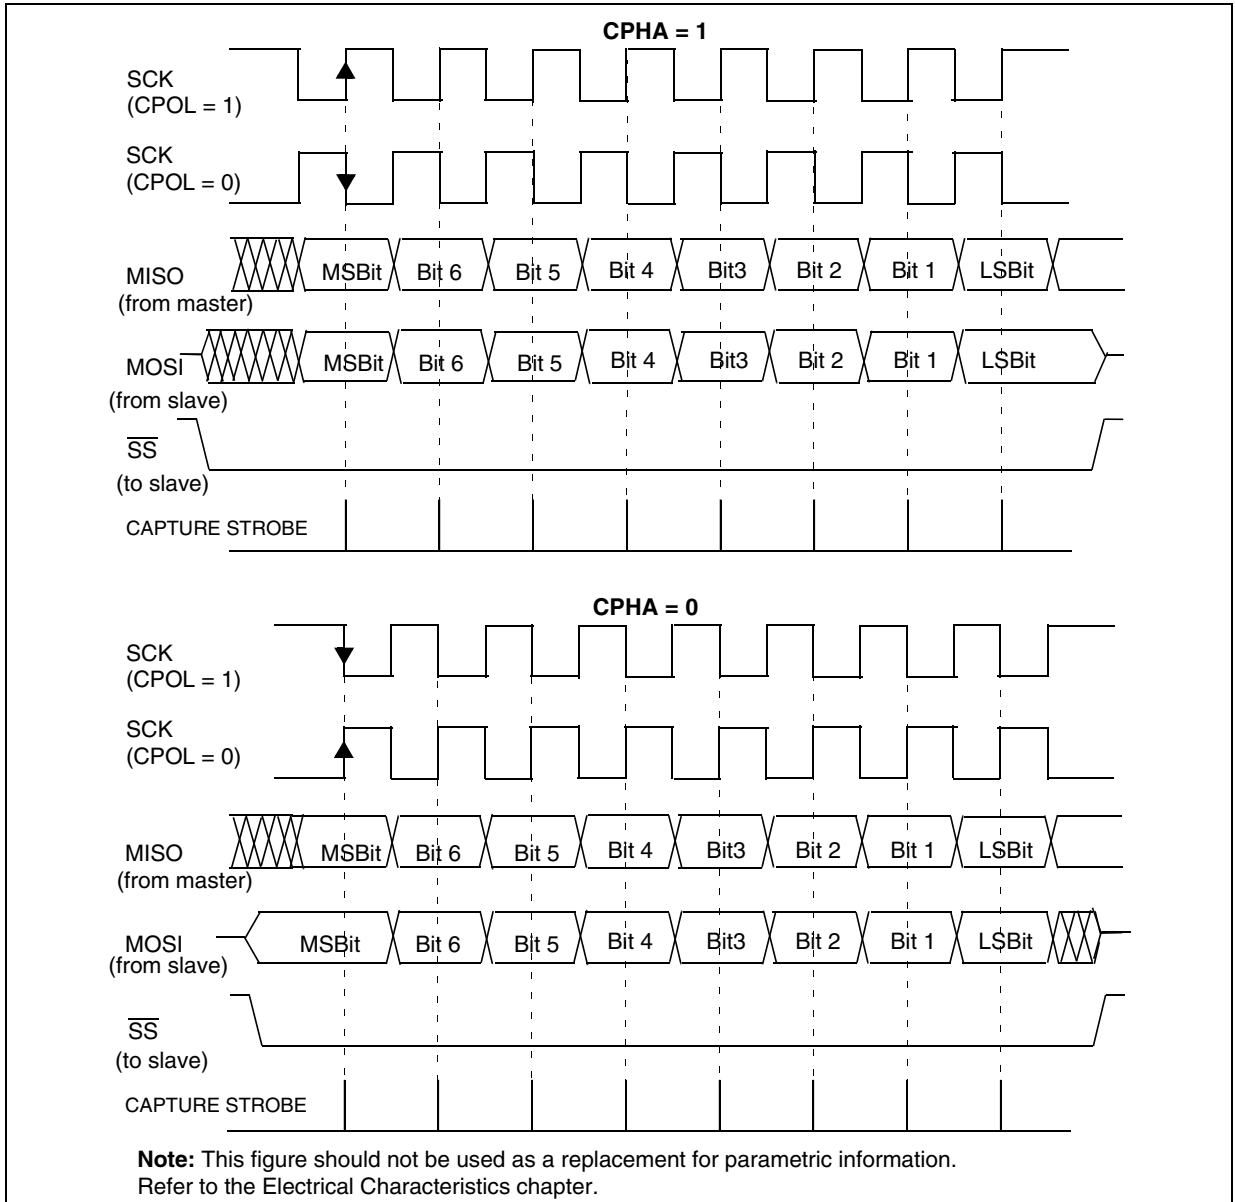 CPHA = 1
SCK
(CPOL = 1)
SCK
(CPOL = 0)
MISO
(from master)
MSBit Bit 6 Bit 5 Bit 4 Bit3 Bit 2 Bit 1 LSBit
MOSI
(from slave)
MSBit Bit 6 Bit 5 Bit 4 Bit3 Bit 2 Bit 1 LSBit
SS
(to slave)
CAPTURE STROBE
CPHA = 0
SCK
(CPOL = 1)
SCK
(CPOL = 0)
MISO
(from master)
MSBit Bit 6 Bit 5 Bit 4 Bit3 Bit 2 Bit 1 LSBit
MOSI
(from slave)
MSBit Bit 6 Bit 5 Bit 4 Bit3 Bit 2 Bit 1 LSBit
SS
(to slave)
CAPTURE STROBE
Note: This figure should not be used as a replacement for parametric information.
Refer to the Electrical Characteristics chapter.